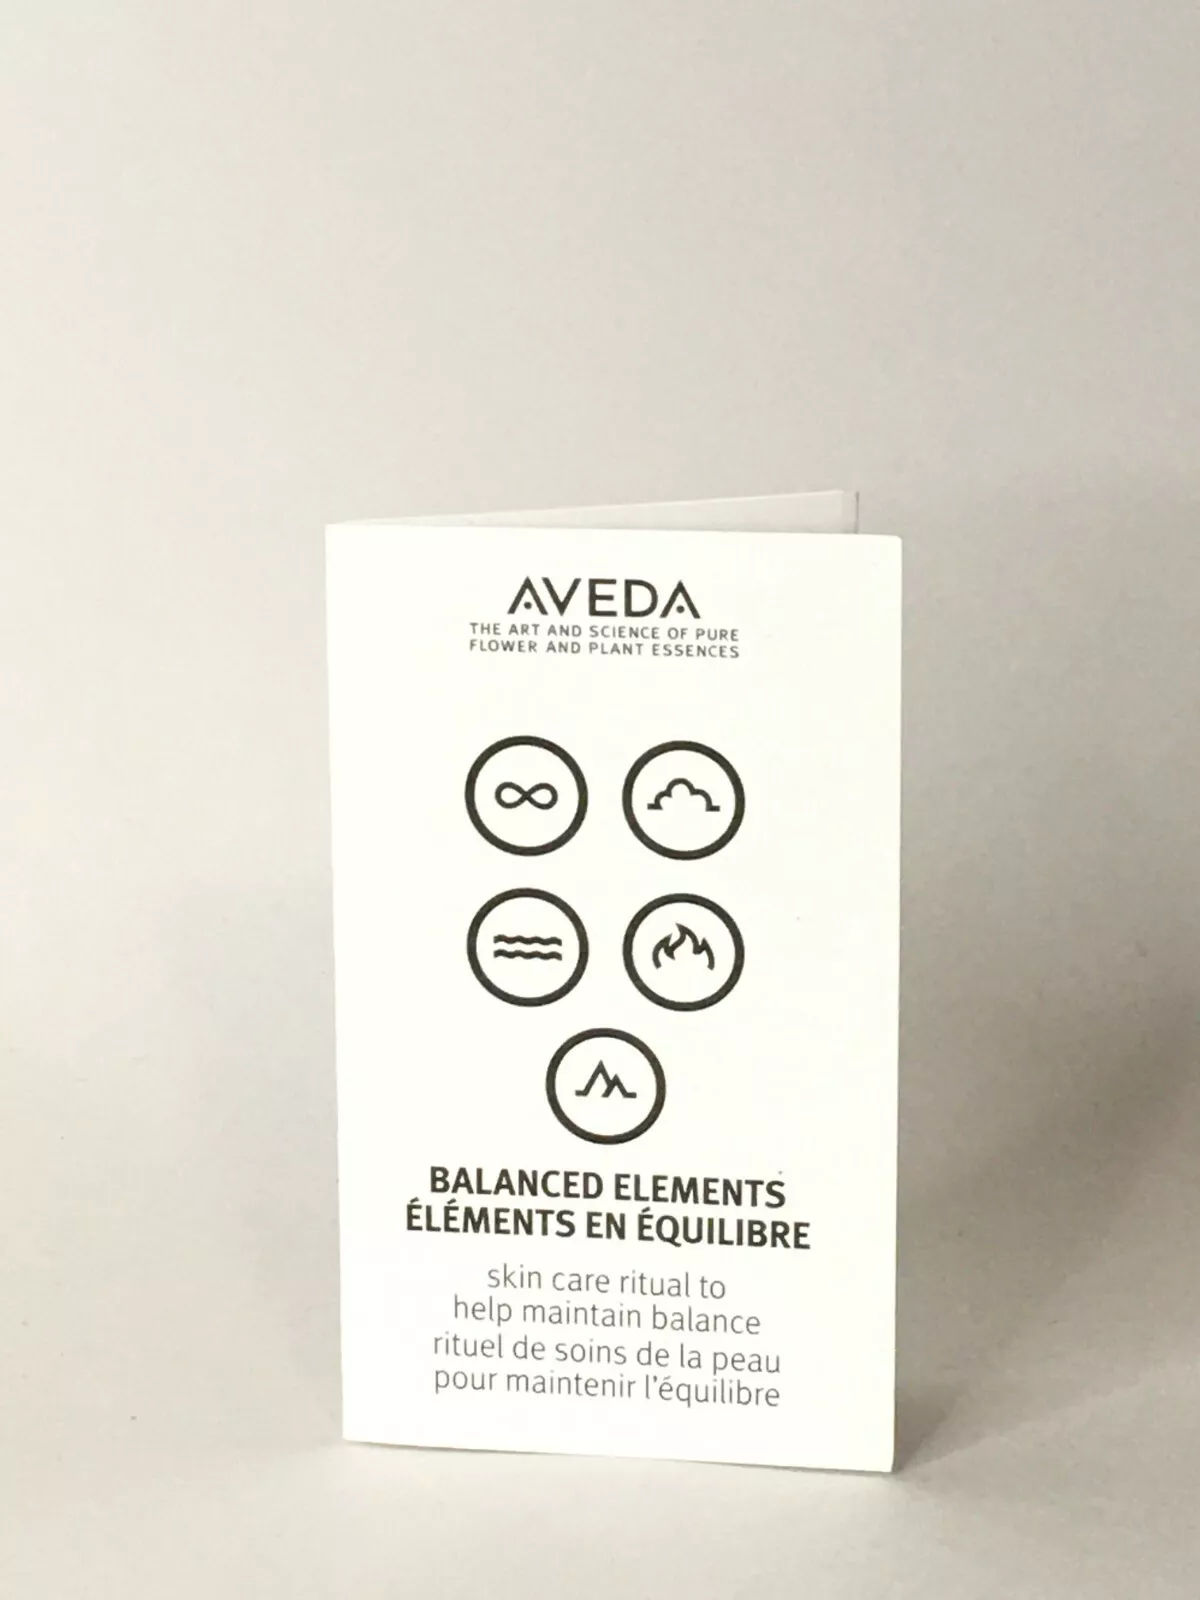 AVEDA
THE ART AND SCIENCE OF PURE
FLOWER AND PLANT ESSENCES
BALANCED ELEMENTS
ÉLÉMENTS EN ÉQUILIBRE
skin care ritual to
help maintain balance
rituel de soins de la peau
pour maintenir l'équilibre